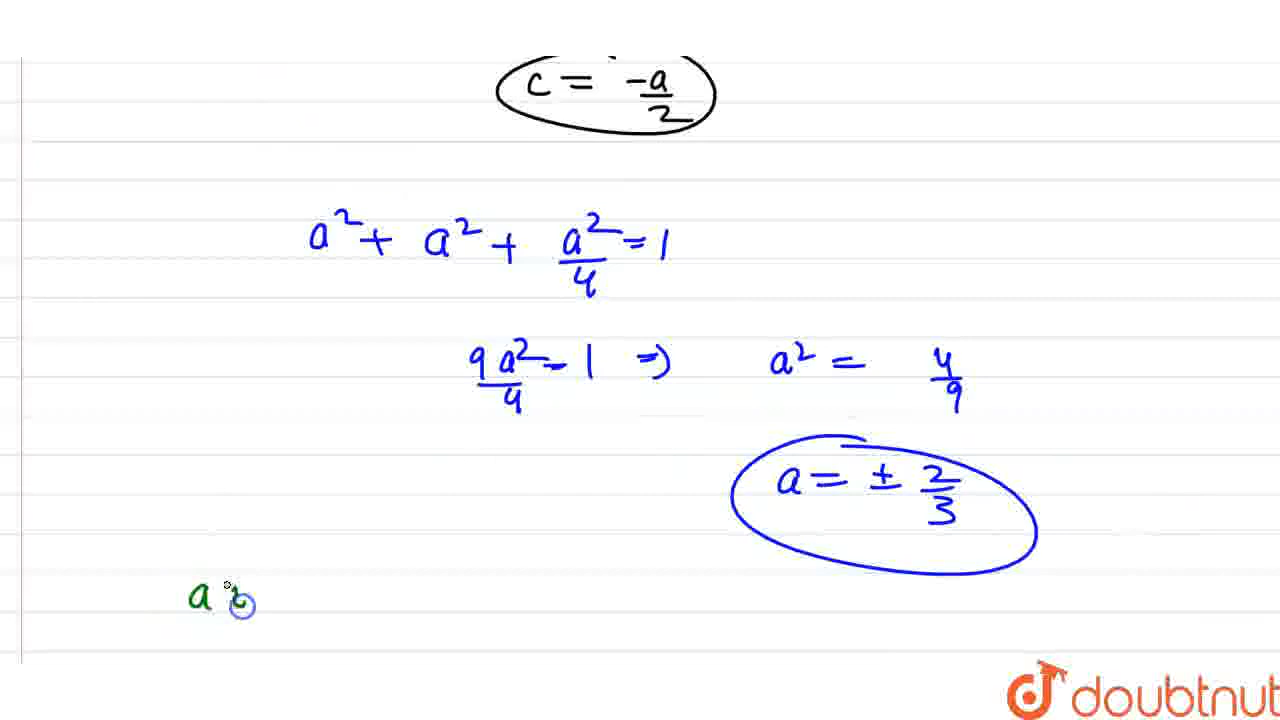 c = -a/2
a² + a² + a²/4 = 1
9a²/4 = 1 ⇒ a² = 4/9
a = ± 2/3
a
doubtnut